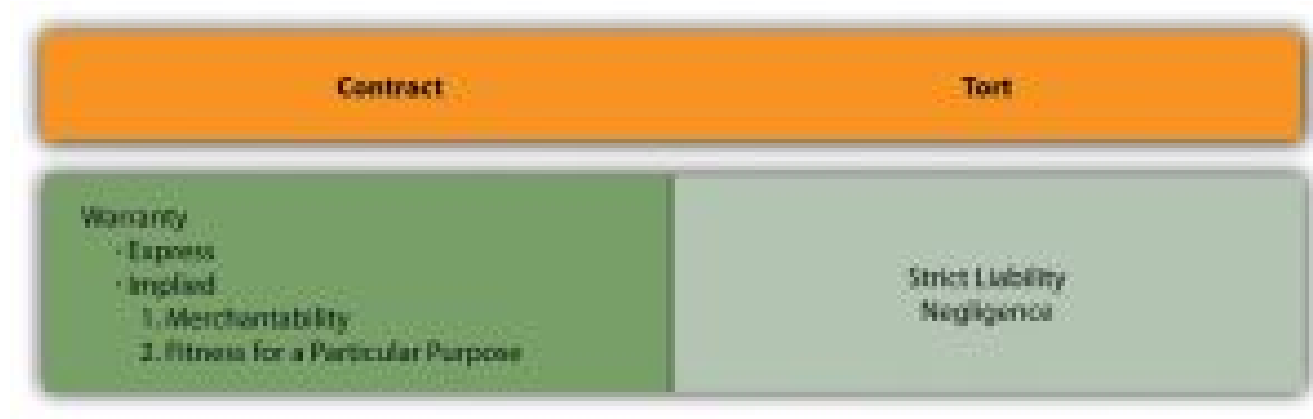 Contract
Tort
Warranty
· Express
· Implied
1. Merchantability
2. Fitness for a Particular Purpose
Strict Liability
Negligence